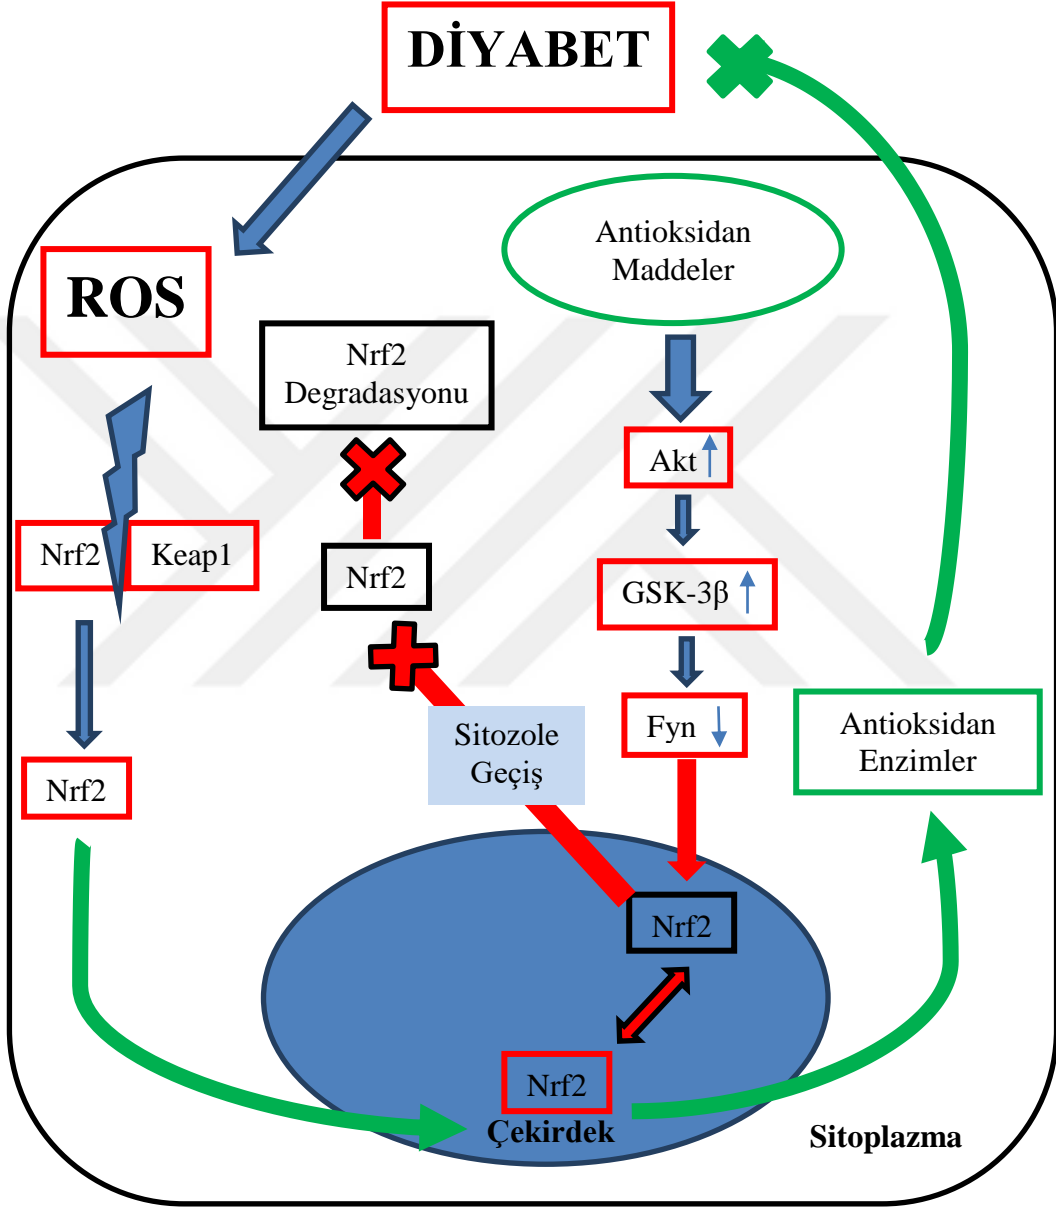 DİYABET
Antioksidan
Maddeler
ROS
Nrf2
Degradasyonu
Akt
Nrf2
Keap1
Nrf2
GSK-3β
Fyn
Sitozole
Geçiş
Antioksidan
Enzimler
Nrf2
Nrf2
Nrf2
Çekirdek
Sitoplazma